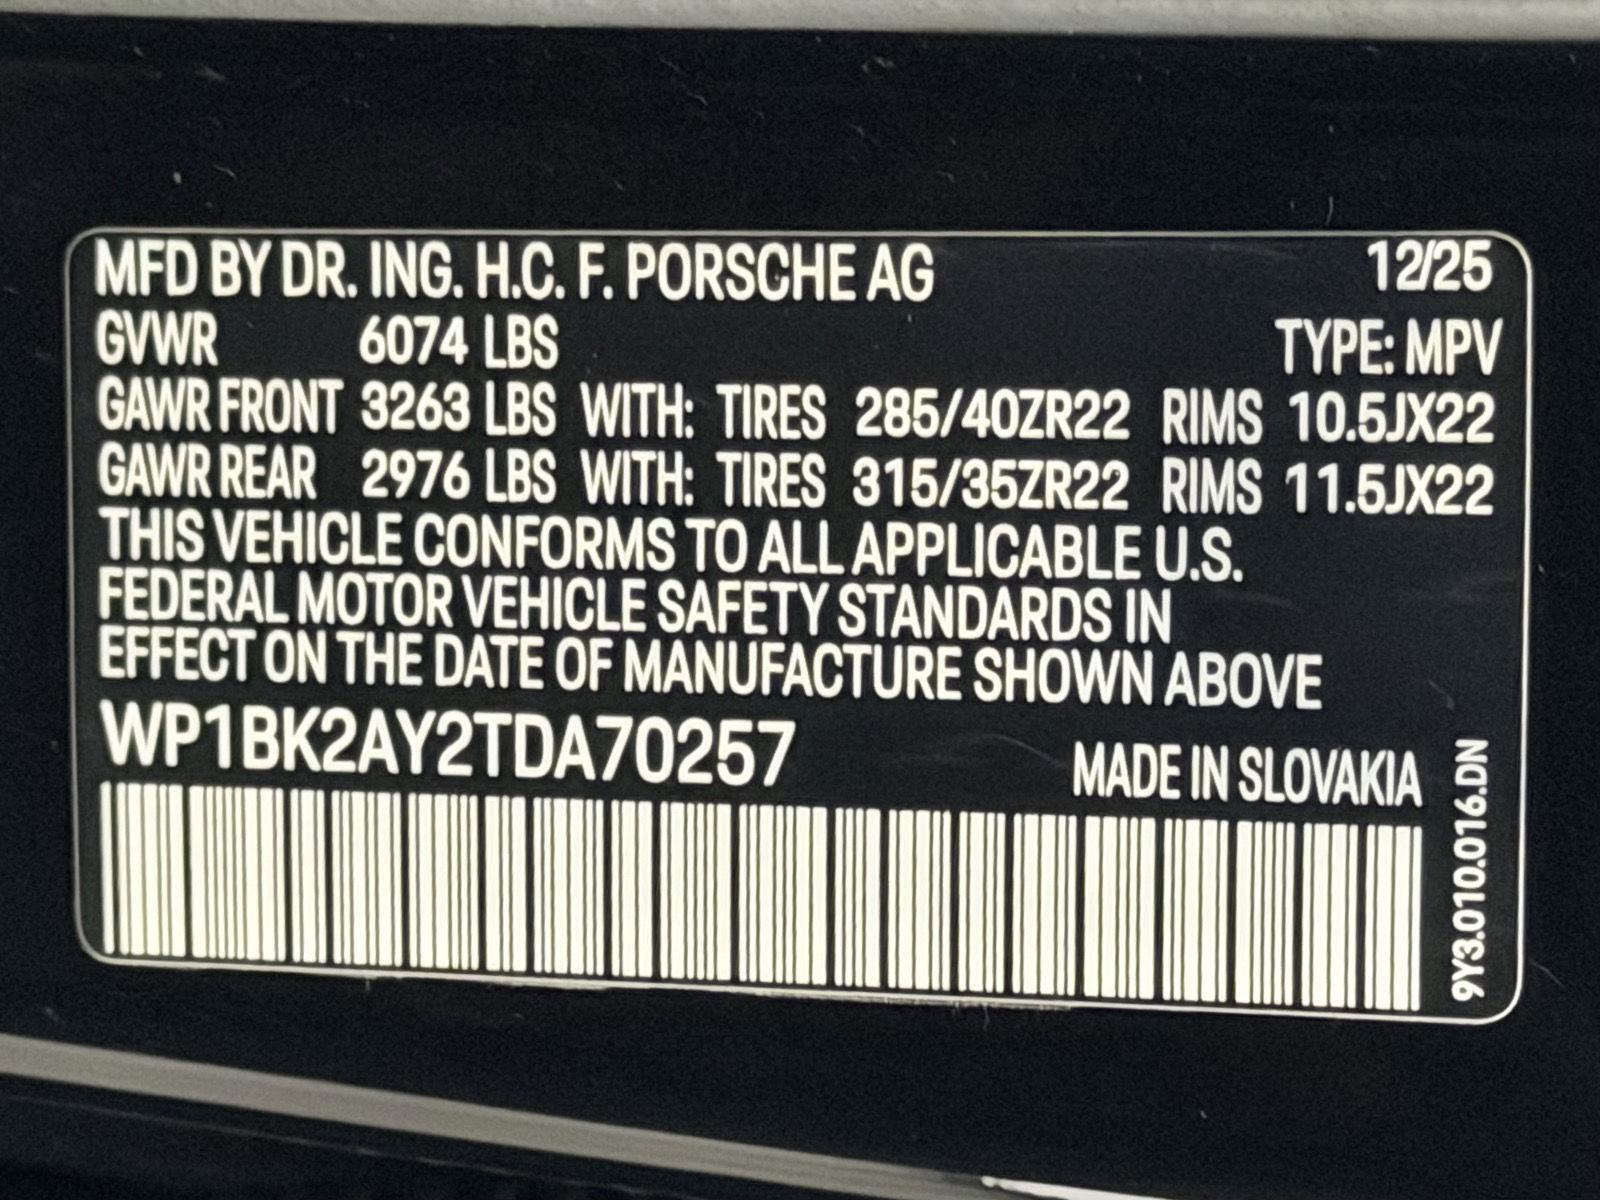 MFD BY DR. ING. H.C. F. PORSCHE AG 12/25
GVWR 6074 LBS TYPE: MPV
GAWR FRONT 3263 LBS WITH: TIRES 285/40ZR22 RIMS 10.5JX22
GAWR REAR 2976 LBS WITH: TIRES 315/35ZR22 RIMS 11.5JX22
THIS VEHICLE CONFORMS TO ALL APPLICABLE U.S.
FEDERAL MOTOR VEHICLE SAFETY STANDARDS IN
EFFECT ON THE DATE OF MANUFACTURE SHOWN ABOVE
WP1BK2AY2TDA70257
MADE IN SLOVAKIA
9Y3.010.016.DN